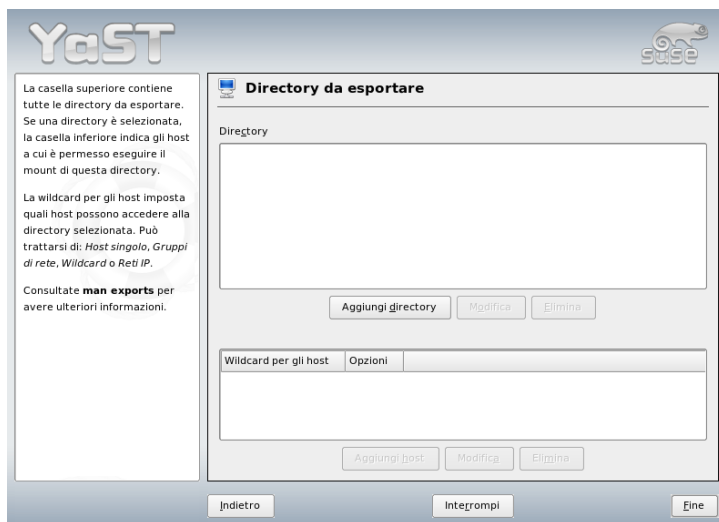 YaST
SUSE
La casella superiore contiene
tutte le directory da esportare.
Se una directory è selezionata,
la casella inferiore indica gli host
a cui è permesso eseguire il
mount di questa directory.
La wildcard per gli host imposta
quali host possono accedere alla
directory selezionata. Può
trattarsi di: Host singolo, Gruppi
di rete, Wildcard o Reti IP.
Consultate man exports per
avere ulteriori informazioni.
Directory da esportare
Directory
Aggiungi directory Modifica Elimina
Wildcard per gli host Opzioni
Aggiungi host Modifica Elimina
Indietro Interrompi Fine